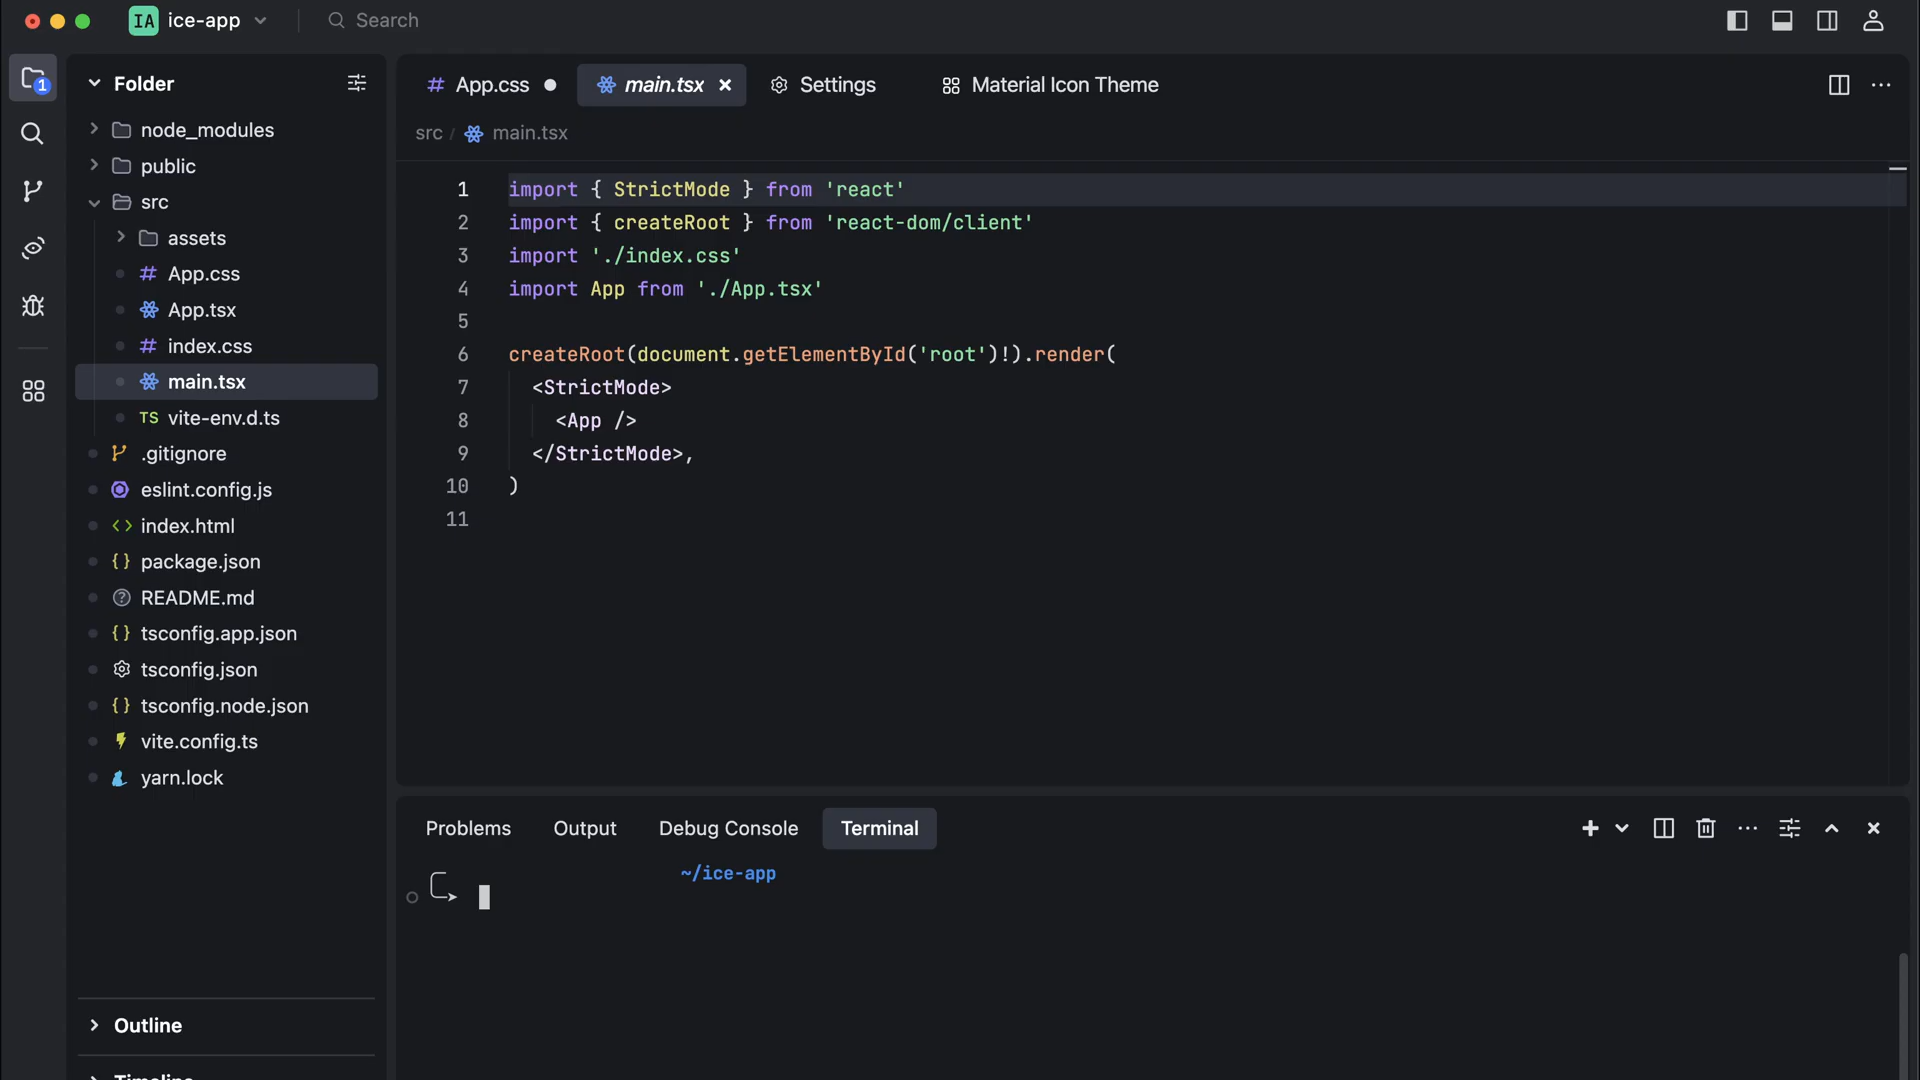 IA ice-app Search
1 Folder
App.css main.tsx Settings Material Icon Theme
src / main.tsx
node_modules
public
src
assets
# App.css
App.tsx
# index.css
main.tsx
TS vite-env.d.ts
.gitignore
eslint.config.js
<> index.html
{} package.json
README.md
{} tsconfig.app.json
tsconfig.json
{} tsconfig.node.json
vite.config.ts
yarn.lock
Outline
Timeline
1 import { StrictMode } from 'react'
2 import { createRoot } from 'react-dom/client'
3 import './index.css'
4 import App from './App.tsx'
5
6 createRoot(document.getElementById('root')!).render(
7 <StrictMode>
8 <App />
9 </StrictMode>,
10 )
11
Problems Output Debug Console Terminal
~/ice-app